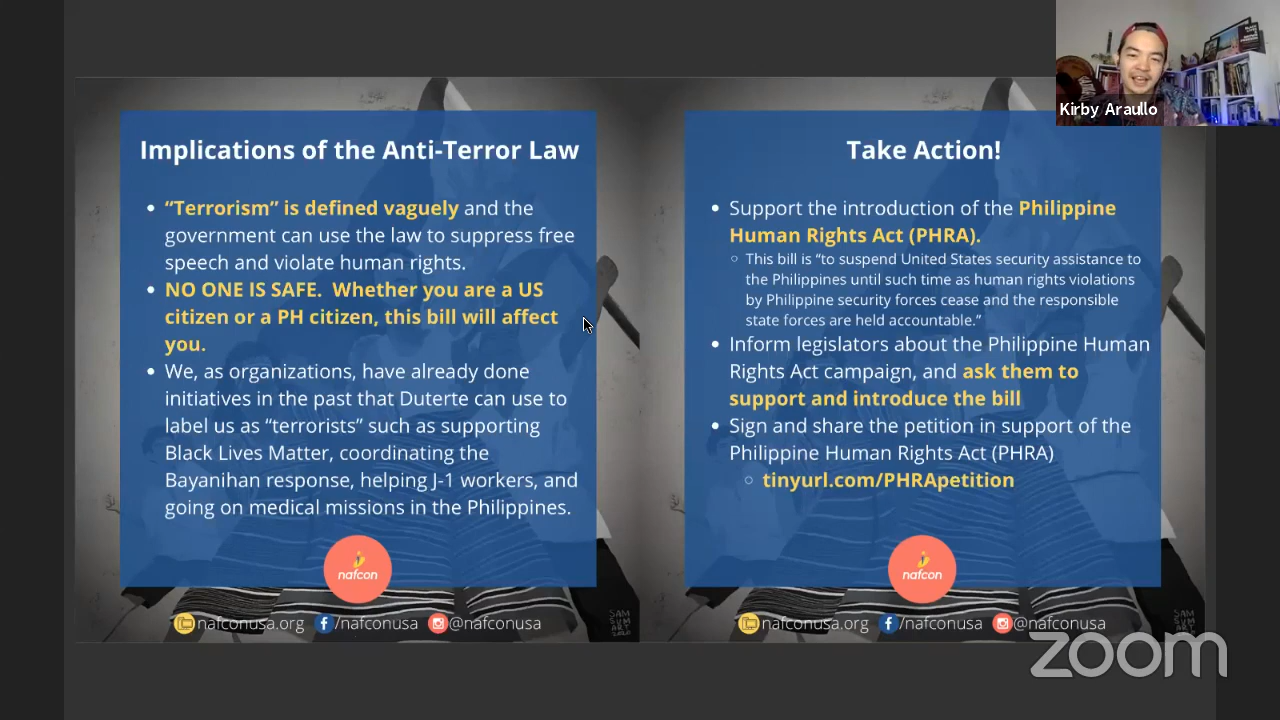 Kirby Araullo
Implications of the Anti-Terror Law
• “Terrorism” is defined vaguely and the
government can use the law to suppress free
speech and violate human rights.
• NO ONE IS SAFE. Whether you are a US
citizen or a PH citizen, this bill will affect
you.
• We, as organizations, have already done
initiatives in the past that Duterte can use to
label us as “terrorists” such as supporting
Black Lives Matter, coordinating the
Bayanihan response, helping J-1 workers, and
going on medical missions in the Philippines.
nafcon
nafconusa.org /nafconusa @nafconusa
SAM
SUM
ART
Take Action!
• Support the introduction of the Philippine
Human Rights Act (PHRA).
○ This bill is “to suspend United States security assistance to
the Philippines until such time as human rights violations
by Philippine security forces cease and the responsible
state forces are held accountable.”
• Inform legislators about the Philippine Human
Rights Act campaign, and ask them to
support and introduce the bill
• Sign and share the petition in support of the
Philippine Human Rights Act (PHRA)
○ tinyurl.com/PHRApetition
nafcon
nafconusa.org /nafconusa @nafconusa
SAM
SUM
ART
zoom